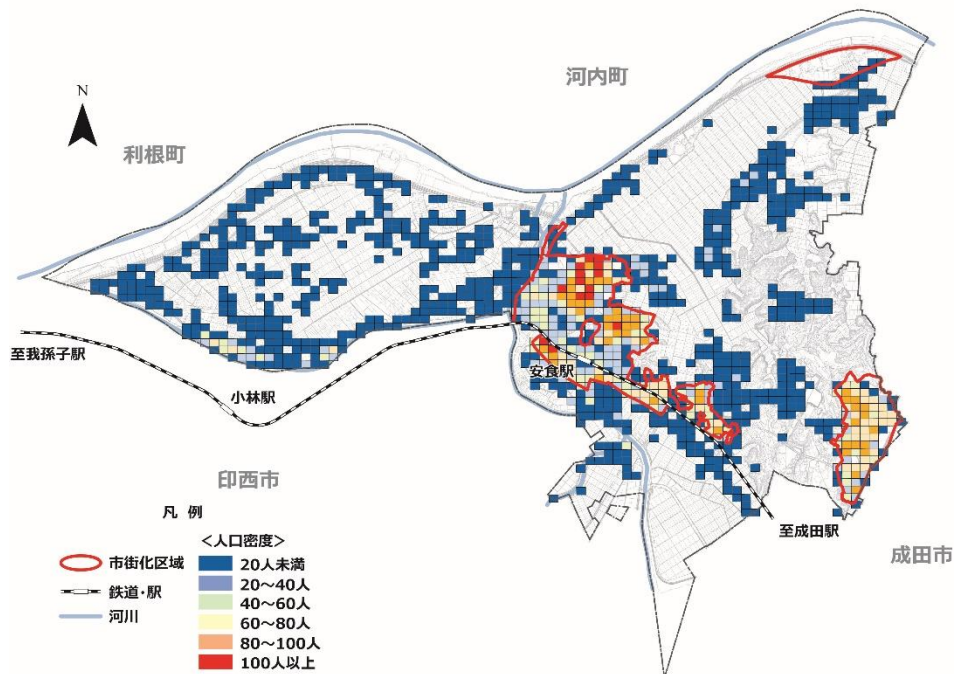 河内町
N
利根町
至我孫子駅
安食駅
小林駅
印西市
至成田駅
成田市
凡 例
<人口密度>
市街化区域
鉄道・駅
河川
20人未満
20~40人
40~60人
60~80人
80~100人
100人以上